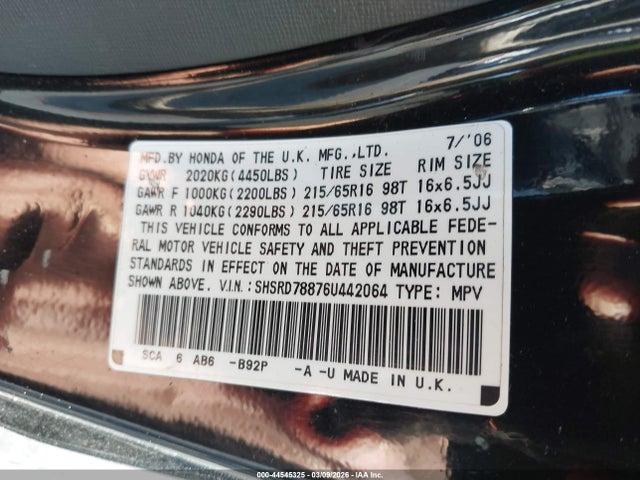 7/'06
MFD.BY HONDA OF THE U.K. MFG.,LTD.
GVWR 2020KG(4450LBS) TIRE SIZE RIM SIZE
GAWR F 1000KG(2200LBS) 215/65R16 98T 16x6.5JJ
GAWR R 1040KG(2290LBS) 215/65R16 98T 16x6.5JJ
THIS VEHICLE CONFORMS TO ALL APPLICABLE FEDE-
RAL MOTOR VEHICLE SAFETY AND THEFT PREVENTION
STANDARDS IN EFFECT ON THE DATE OF MANUFACTURE
SHOWN ABOVE. V.I.N.:SHSRD78876U442064 TYPE: MPV
SCA 6 AB6 -B92P -A -U MADE IN U.K.
000-44545325 | 03/09/2026 - IAAI.COM